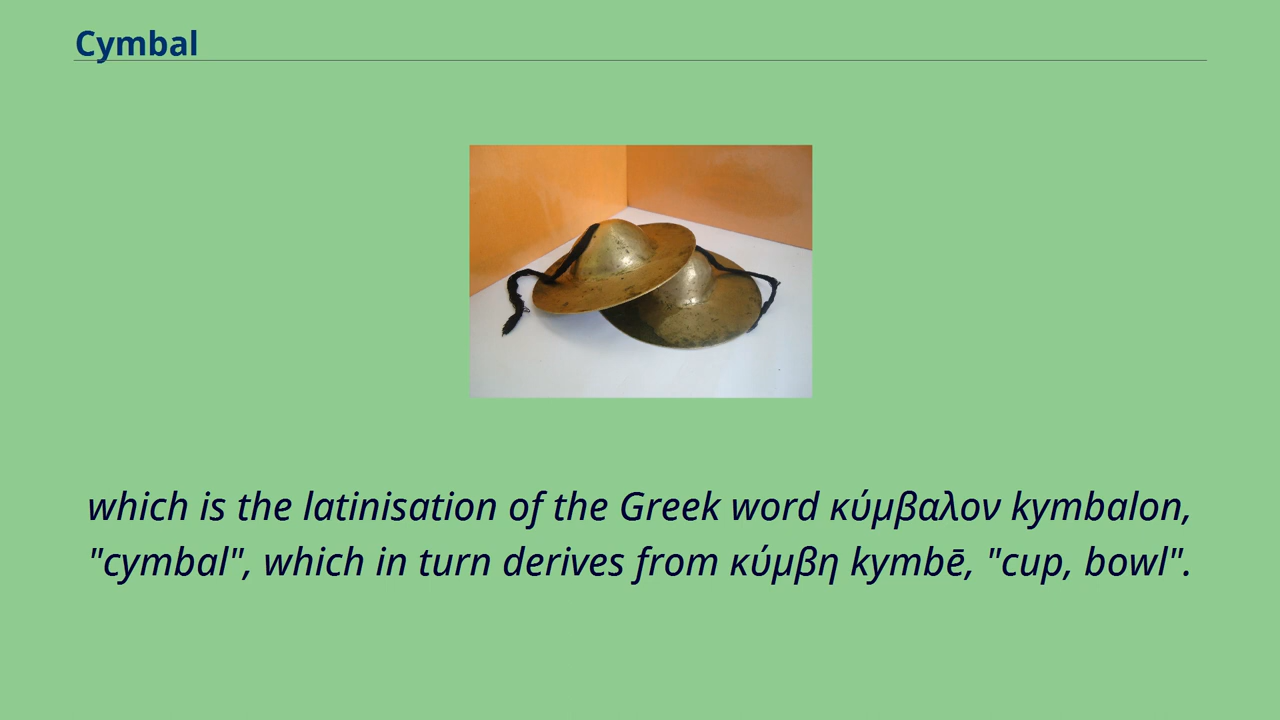 Cymbal
which is the latinisation of the Greek word κύμβαλον kymbalon,
"cymbal", which in turn derives from κύμβη kymbē, "cup, bowl".